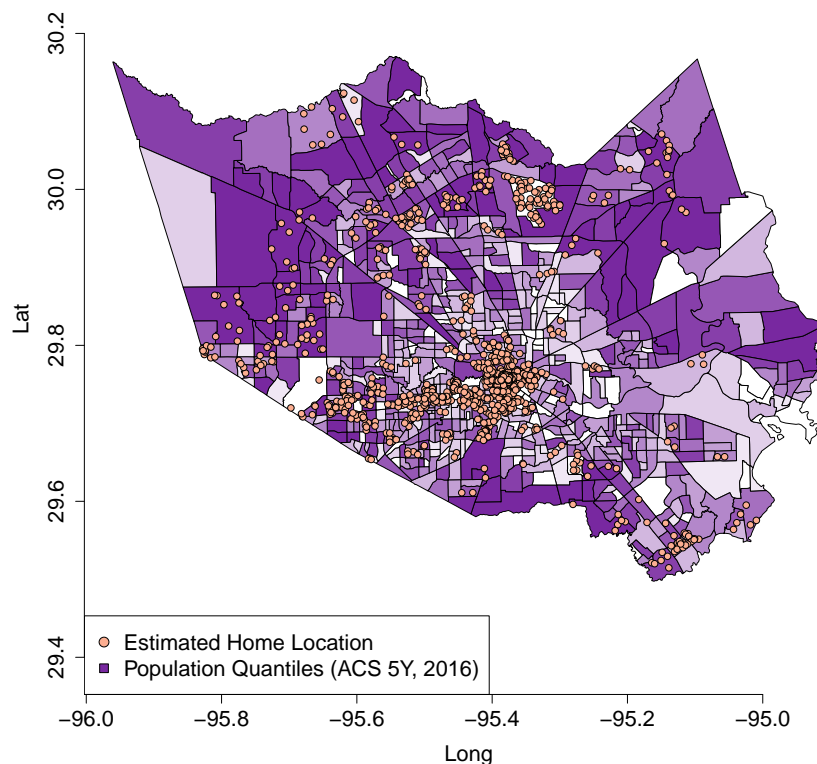 30.2
30.0
29.8
29.6
29.4
Lat
Estimated Home Location
Population Quantiles (ACS 5Y, 2016)
−96.0 −95.8 −95.6 −95.4 −95.2 −95.0
Long